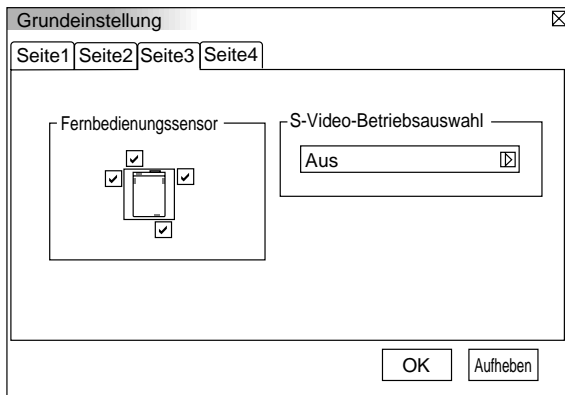 Grundeinstellung
Seite1 Seite2 Seite3 Seite4
Fernbedienungssensor
S-Video-Betriebsauswahl
Aus
OK Aufheben